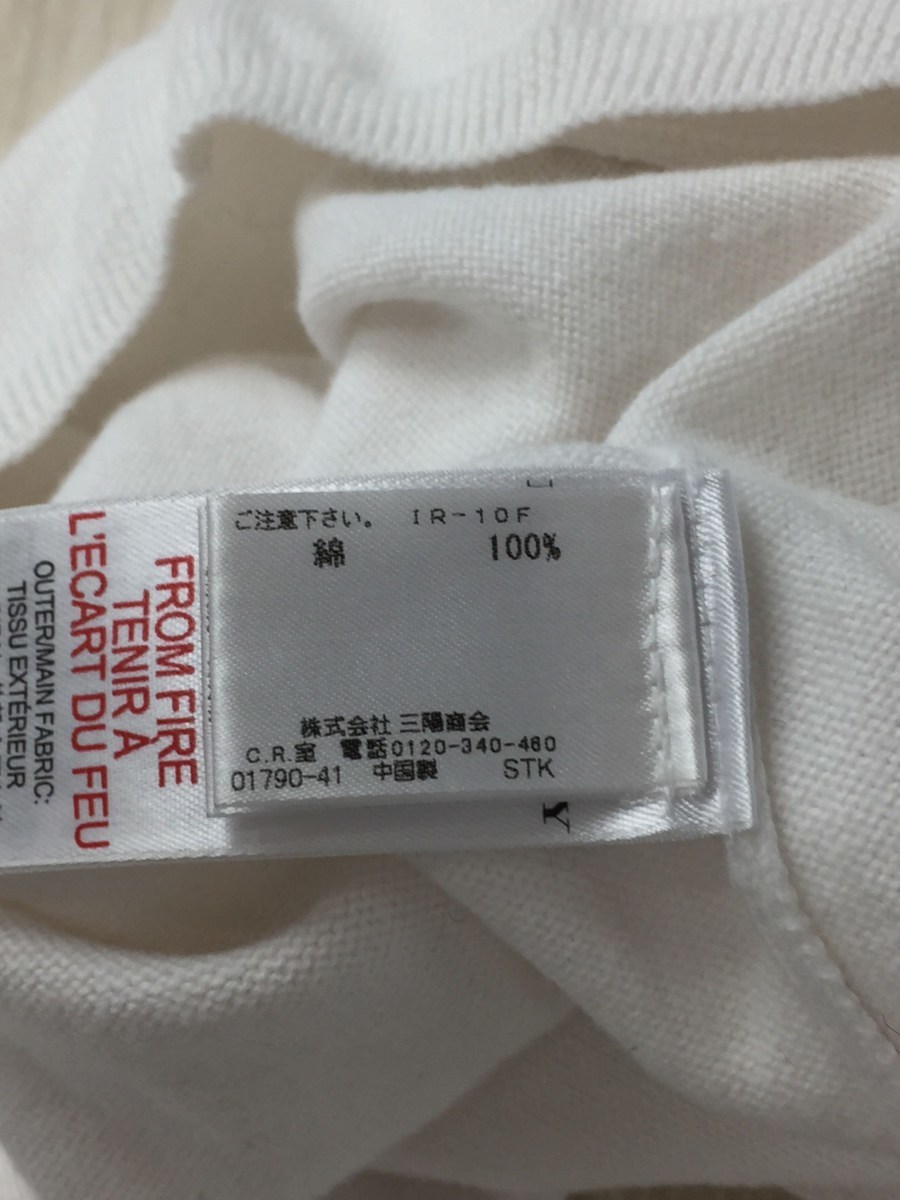 ご注意下さい。 IR-10F
綿 100%
株式会社 三陽商会
C.R.室 電話0120-340-460
01790-41 中国製 STK
FROM FIRE
TENIR À
L'ECART DU FEU
OUTER/MAIN FABRIC:
TISSU EXTÉRIEUR
Y